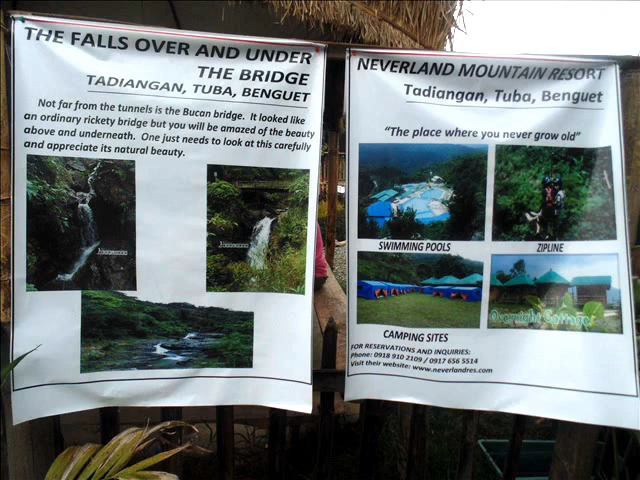 THE FALLS OVER AND UNDER
THE BRIDGE
TADIANGAN, TUBA, BENGUET
Not far from the tunnels is the Bucan bridge. It looked like
an ordinary rickety bridge but you will be amazed of the beauty
above and underneath. One just needs to look at this carefully
and appreciate its natural beauty.
NEVERLAND MOUNTAIN RESORT
Tadiangan, Tuba, Benguet
"The place where you never grow old"
SWIMMING POOLS
ZIPLINE
Overnight Cottage
CAMPING SITES
FOR RESERVATIONS AND INQUIRIES:
Phone: 0918 910 2109 / 0917 656 5514
Visit their website: www.neverlandres.com